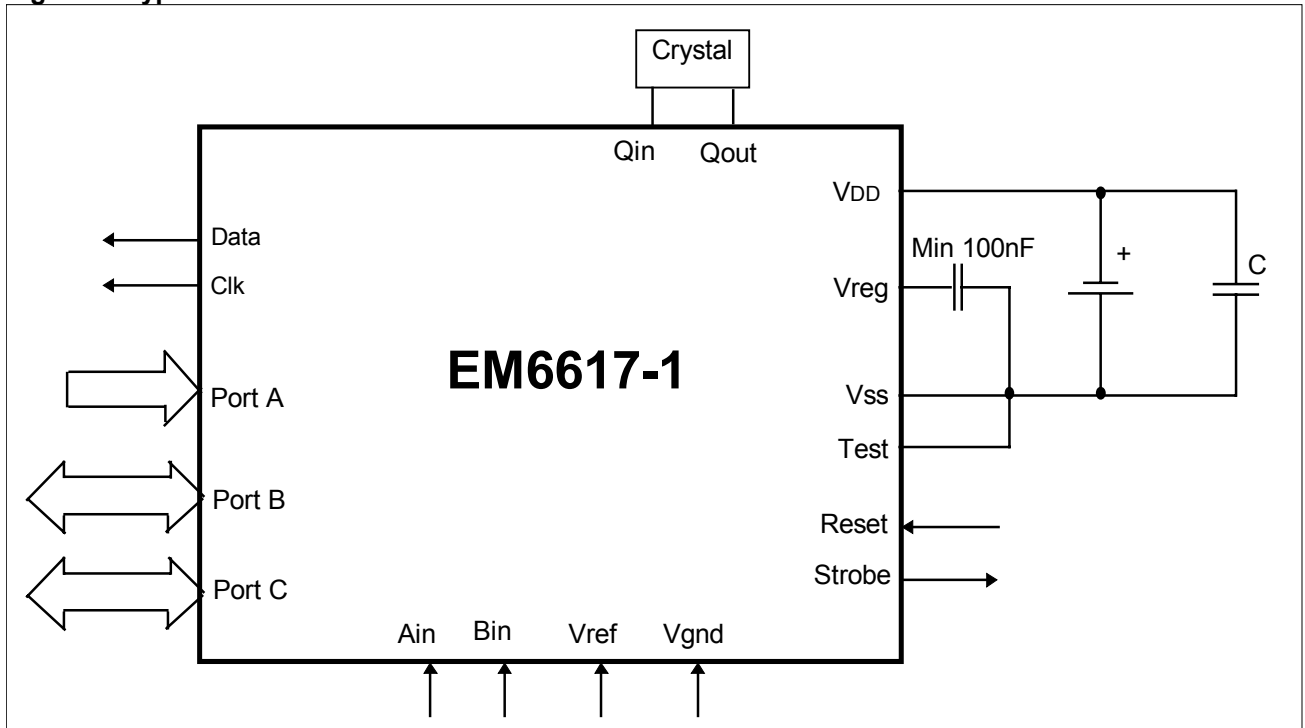 Crystal
Qin Qout
VDD
Data
Min 100nF
+
Clk
Vreg
C
EM6617-1
Port A
Vss
Test
Port B
Reset
Port C
Strobe
Ain Bin Vref Vgnd